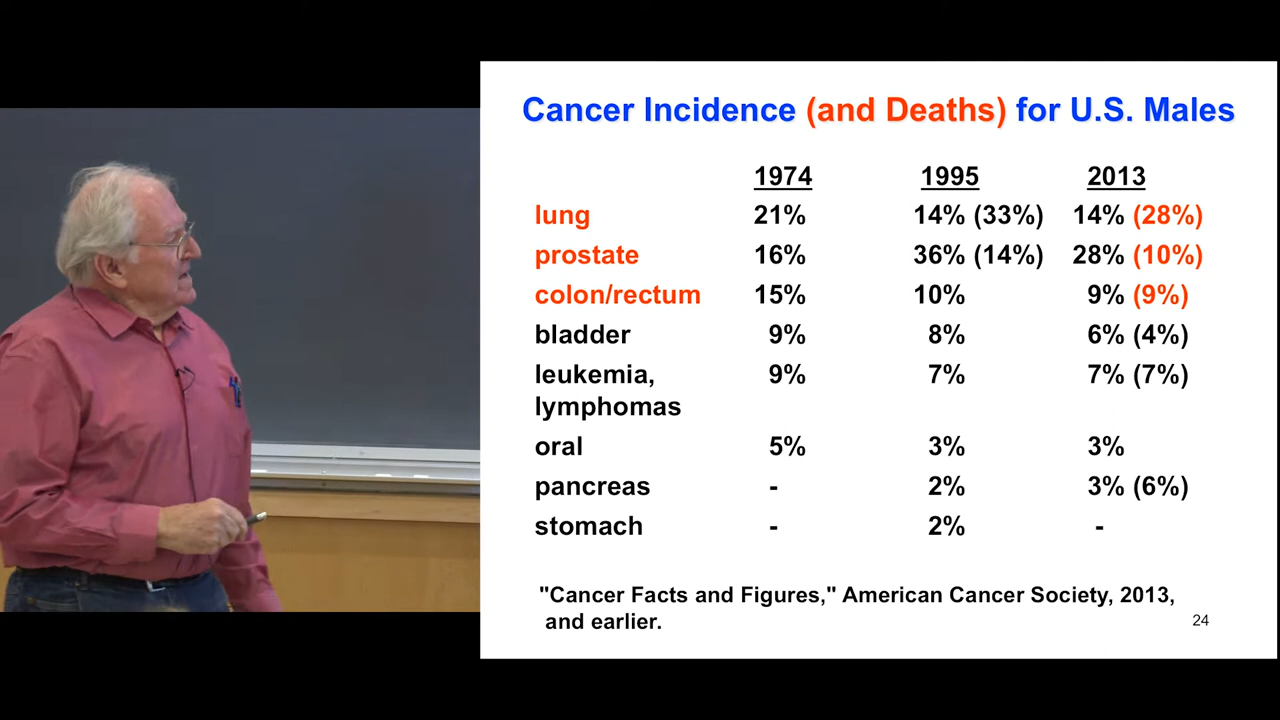 Cancer Incidence (and Deaths) for U.S. Males
1974 1995 2013
lung 21% 14% (33%) 14% (28%)
prostate 16% 36% (14%) 28% (10%)
colon/rectum 15% 10% 9% (9%)
bladder 9% 8% 6% (4%)
leukemia, 9% 7% 7% (7%)
lymphomas
oral 5% 3% 3%
pancreas - 2% 3% (6%)
stomach - 2% -
"Cancer Facts and Figures," American Cancer Society, 2013,
and earlier.
24